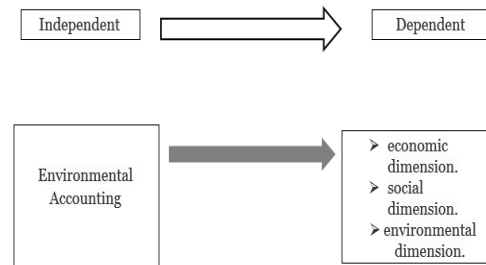 Independent
Dependent
Environmental
Accounting
➢ economic
dimension.
➢ social
dimension.
➢ environmental
dimension.